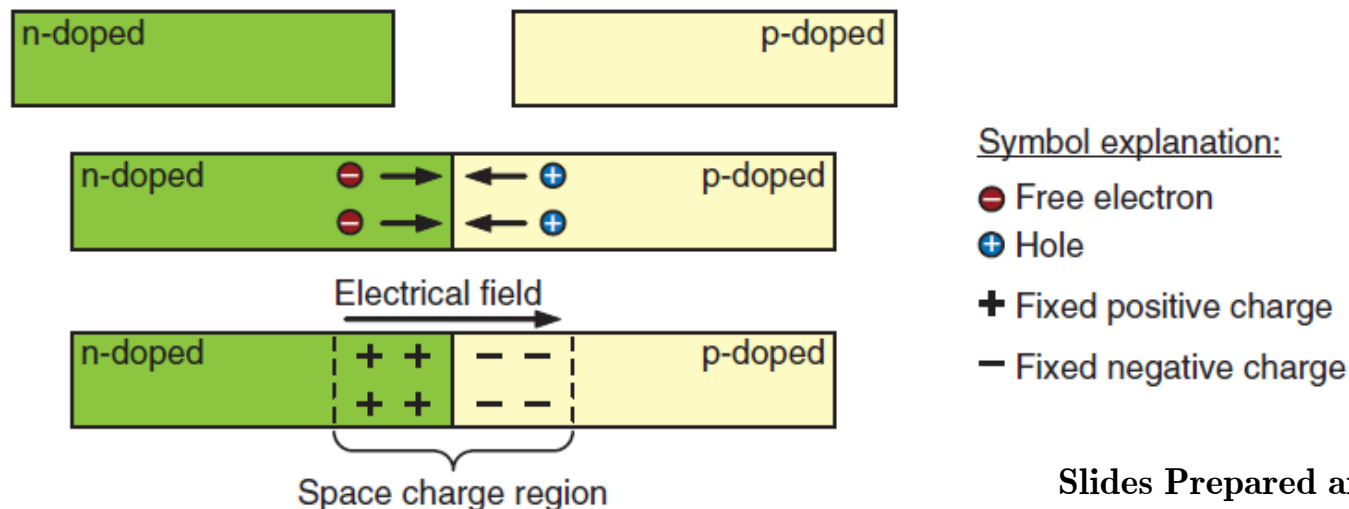 n-doped
p-doped
n-doped
p-doped
Electrical field
n-doped
p-doped
Space charge region
Symbol explanation:
Free electron
Hole
Fixed positive charge
Fixed negative charge
Slides Prepared